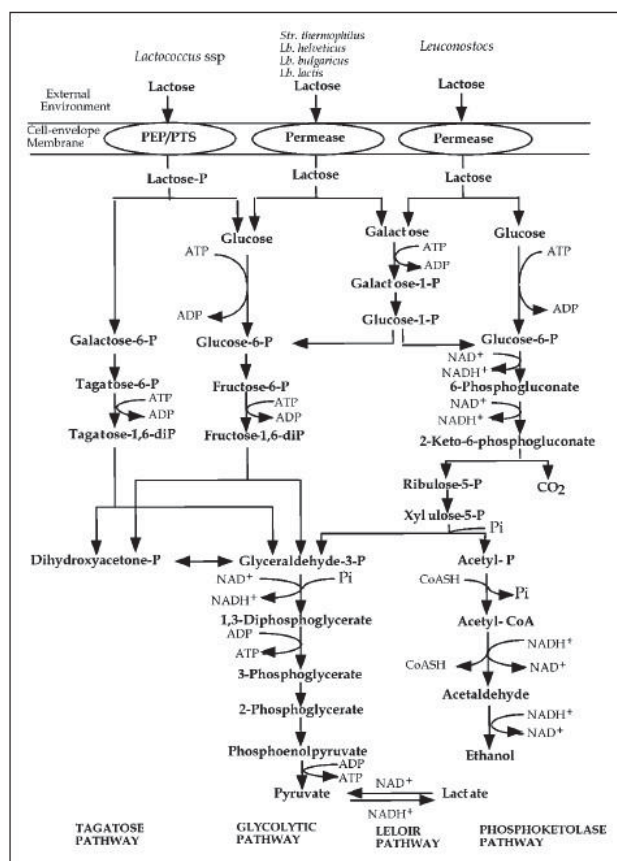 Lactococcus ssp
Str. thermophilus
Lb. helveticus
Lb. bulgaricus
Lb. lactis
Leuconostocs
External
Environment
Lactose
Lactose
Lactose
Cell-envelope
Membrane
PEP/PTS
Permease
Permease
Lactose-P
Lactose
Lactose
Glucose
Galactose
Glucose
ATP
ADP
ATP
ADP
ATP
ADP
Galactose-1-P
Glucose-1-P
Galactose-6-P
Glucose-6-P
Glucose-6-P
NAD+
NADH+
Tagatose-6-P
Fructose-6-P
6-Phosphogluconate
ATP
ADP
ATP
ADP
NAD+
NADH+
Tagatose-1,6-diP
Fructose-1,6-diP
2-Keto-6-phosphogluconate
Ribulose-5-P
CO2
Xylulose-5-P
Pi
Dihydroxyacetone-P
Glyceraldehyde-3-P
Acetyl-P
NAD+
Pi
NADH+
CoASH
Pi
1,3-Diphosphoglycerate
Acetyl-CoA
ADP
ATP
NADH+
CoASH
NAD+
3-Phosphoglycerate
Acetaldehyde
2-Phosphoglycerate
NADH+
NAD+
Phosphoenolpyruvate
Ethanol
ADP
ATP
Pyruvate
NAD+
NADH+
Lactate
TAGATOSE
PATHWAY
GLYCOLYTIC
PATHWAY
LELOIR
PATHWAY
PHOSPHOKETOLASE
PATHWAY